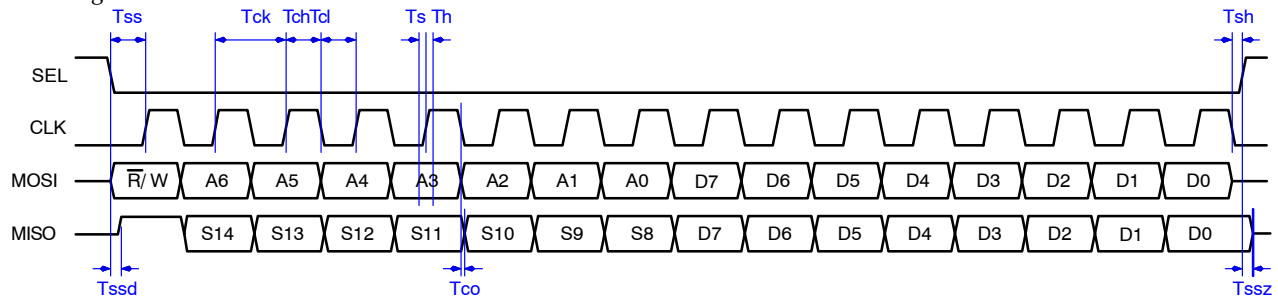 Tss Tck TchTcl Ts Th Tsh
SEL
CLK
MOSI R/ W A6 A5 A4 A3 A2 A1 A0 D7 D6 D5 D4 D3 D2 D1 D0
MISO S14 S13 S12 S11 S10 S9 S8 D7 D6 D5 D4 D3 D2 D1 D0
Tssd Tco Tssz